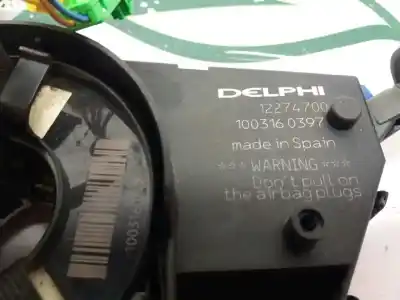 DELPHI
12274700
100316 0397
made in Spain
*** WARNING ***
Don't pull on
the airbag plugs